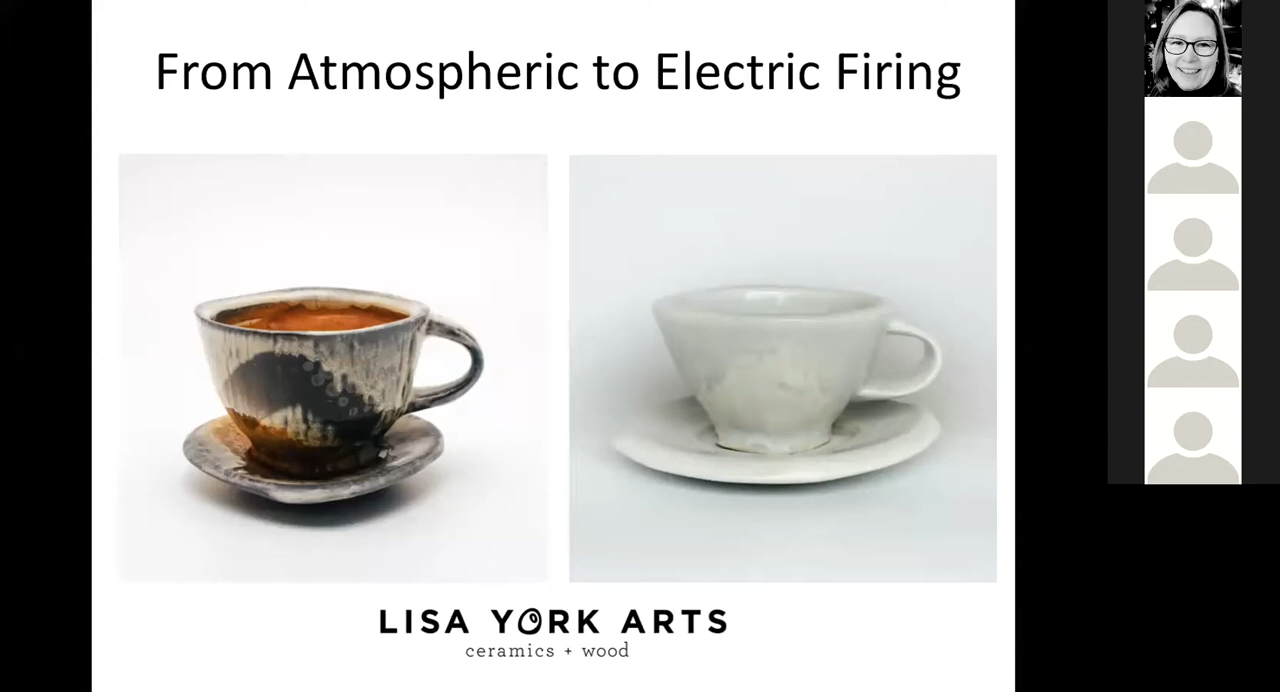 From Atmospheric to Electric Firing
LISA YORK ARTS
ceramics + wood